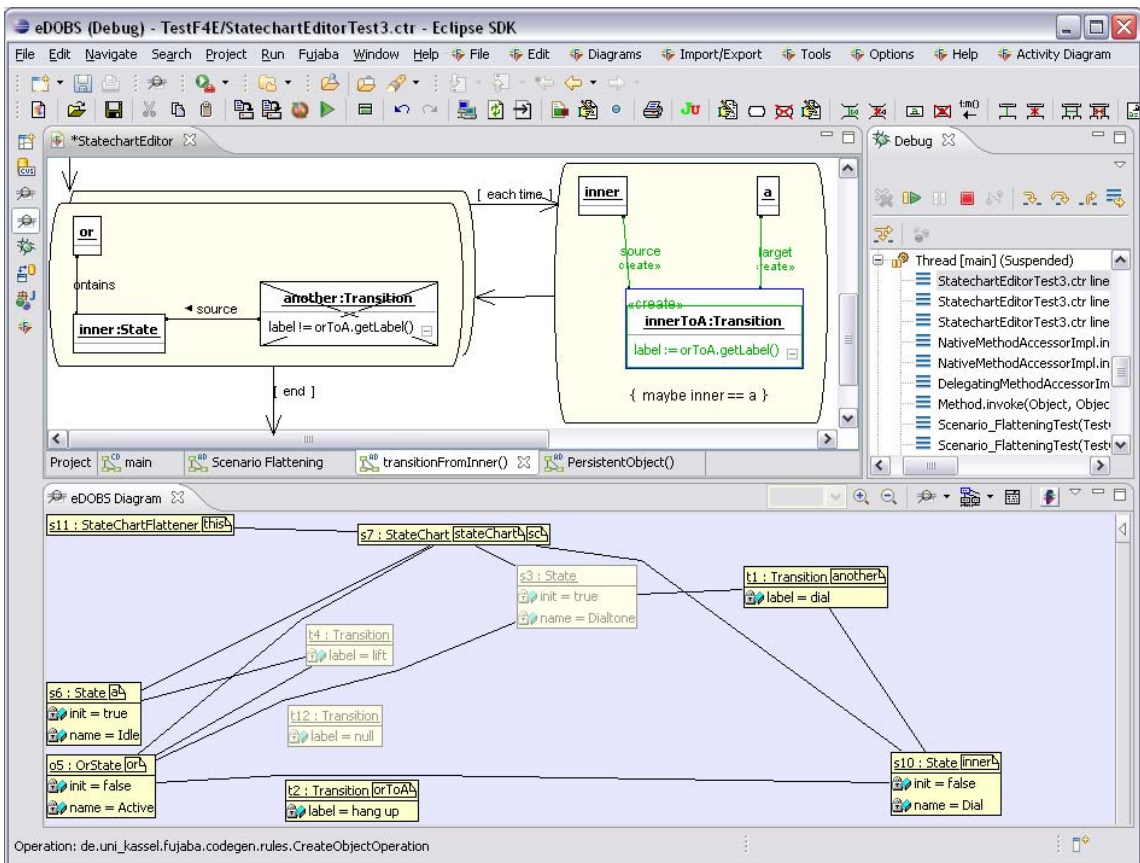 eDOBS (Debug) - TestF4E/StatechartEditorTest3.ctr - Eclipse SDK
File Edit Navigate Search Project Run Fujaba Window Help File Edit Diagrams Import/Export Tools Options Help Activity Diagram
*StatechartEditor
Debug
[ each time ]
inner
a
or
source
«create»
target
«create»
ontains
source
another:Transition
label != orToA.getLabel()
inner:State
«create»
innerToA:Transition
label := orToA.getLabel()
{ maybe inner == a }
[ end ]
Thread [main] (Suspended)
StatechartEditorTest3.ctr line
StatechartEditorTest3.ctr line
StatechartEditorTest3.ctr line
NativeMethodAccessorImpl.in
NativeMethodAccessorImpl.in
DelegatingMethodAccessorIm
Method.invoke(Object, Objec
Scenario_FlatteningTest(Test
Scenario_FlatteningTest(Test
Project main Scenario Flattening transitionFromInner() PersistentObject()
eDOBS Diagram
s11 : StateChartFlattener this
s7 : StateChart stateChart sc
s3 : State
init = true
name = Dialtone
t1 : Transition another
label = dial
t4 : Transition
label = lift
s6 : State a
init = true
name = Idle
t12 : Transition
label = null
o5 : OrState or
init = false
name = Active
t2 : Transition orToA
label = hang up
s10 : State inner
init = false
name = Dial
Operation: de.uni_kassel.fujaba.codegen.rules.CreateObjectOperation